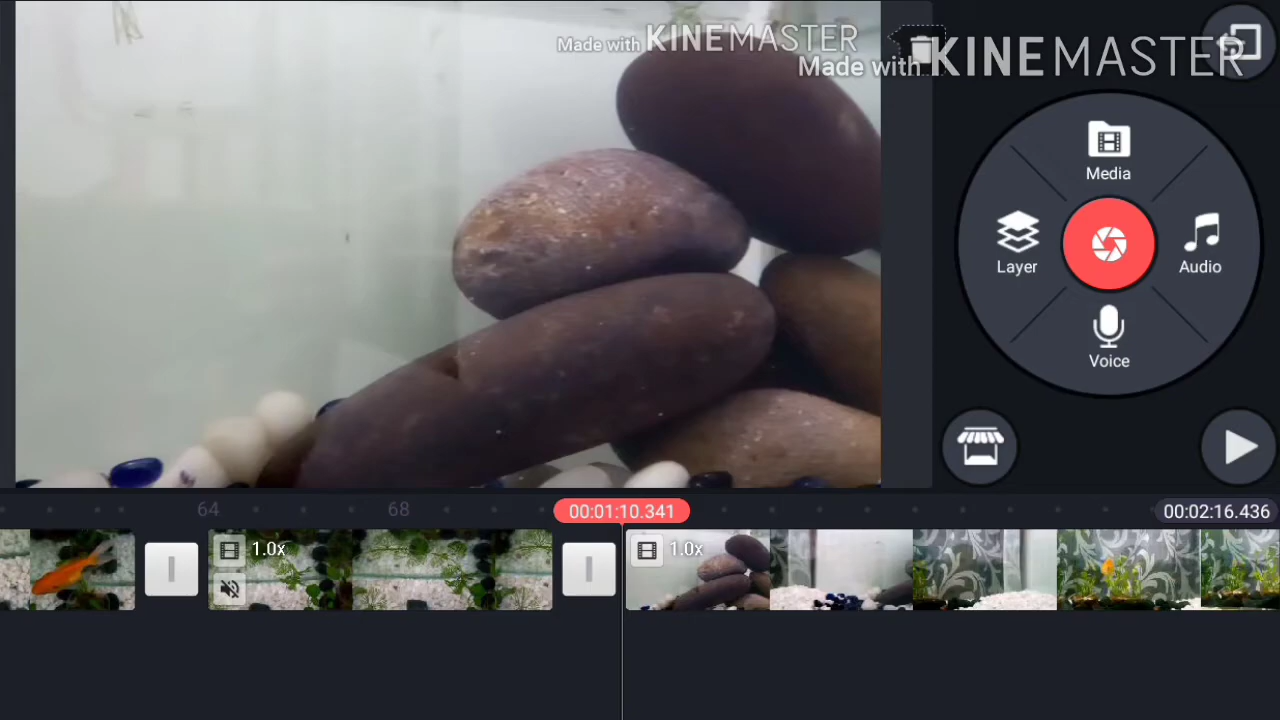 Made with KINEMASTER
Made with KINEMASTER
Media
Layer
Audio
Voice
64
68
00:01:10.341
00:02:16.436
1.0x
1.0x